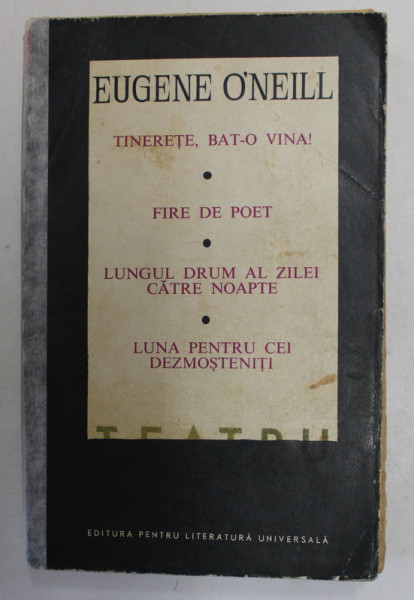 EUGENE O'NEILL
TINEREȚE, BAT-O VINA!
FIRE DE POET
LUNGUL DRUM AL ZILEI
CĂTRE NOAPTE
LUNA PENTRU CEI
DEZMOȘTENIȚI
TEATRU
EDITURA PENTRU LITERATURĂ UNIVERSALĂ